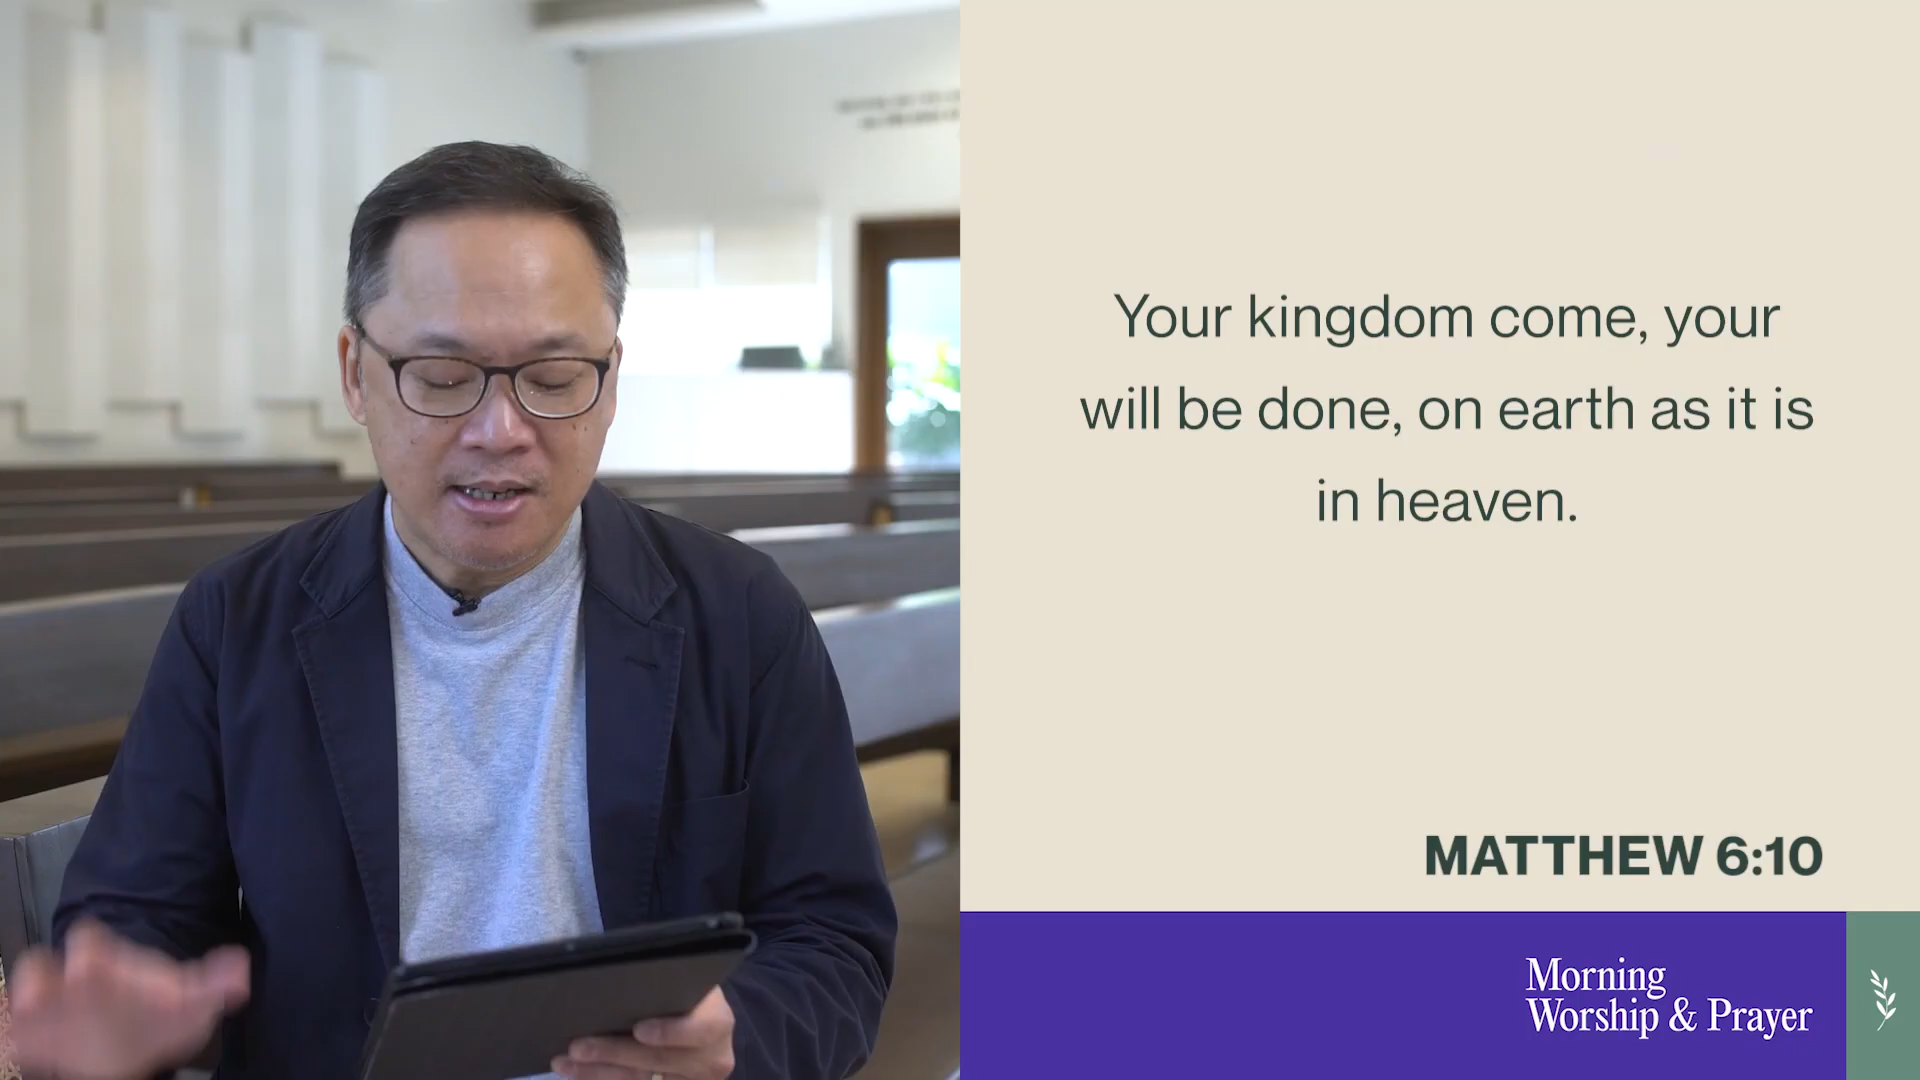 Your kingdom come, your
will be done, on earth as it is
in heaven.
MATTHEW 6:10
Morning
Worship & Prayer